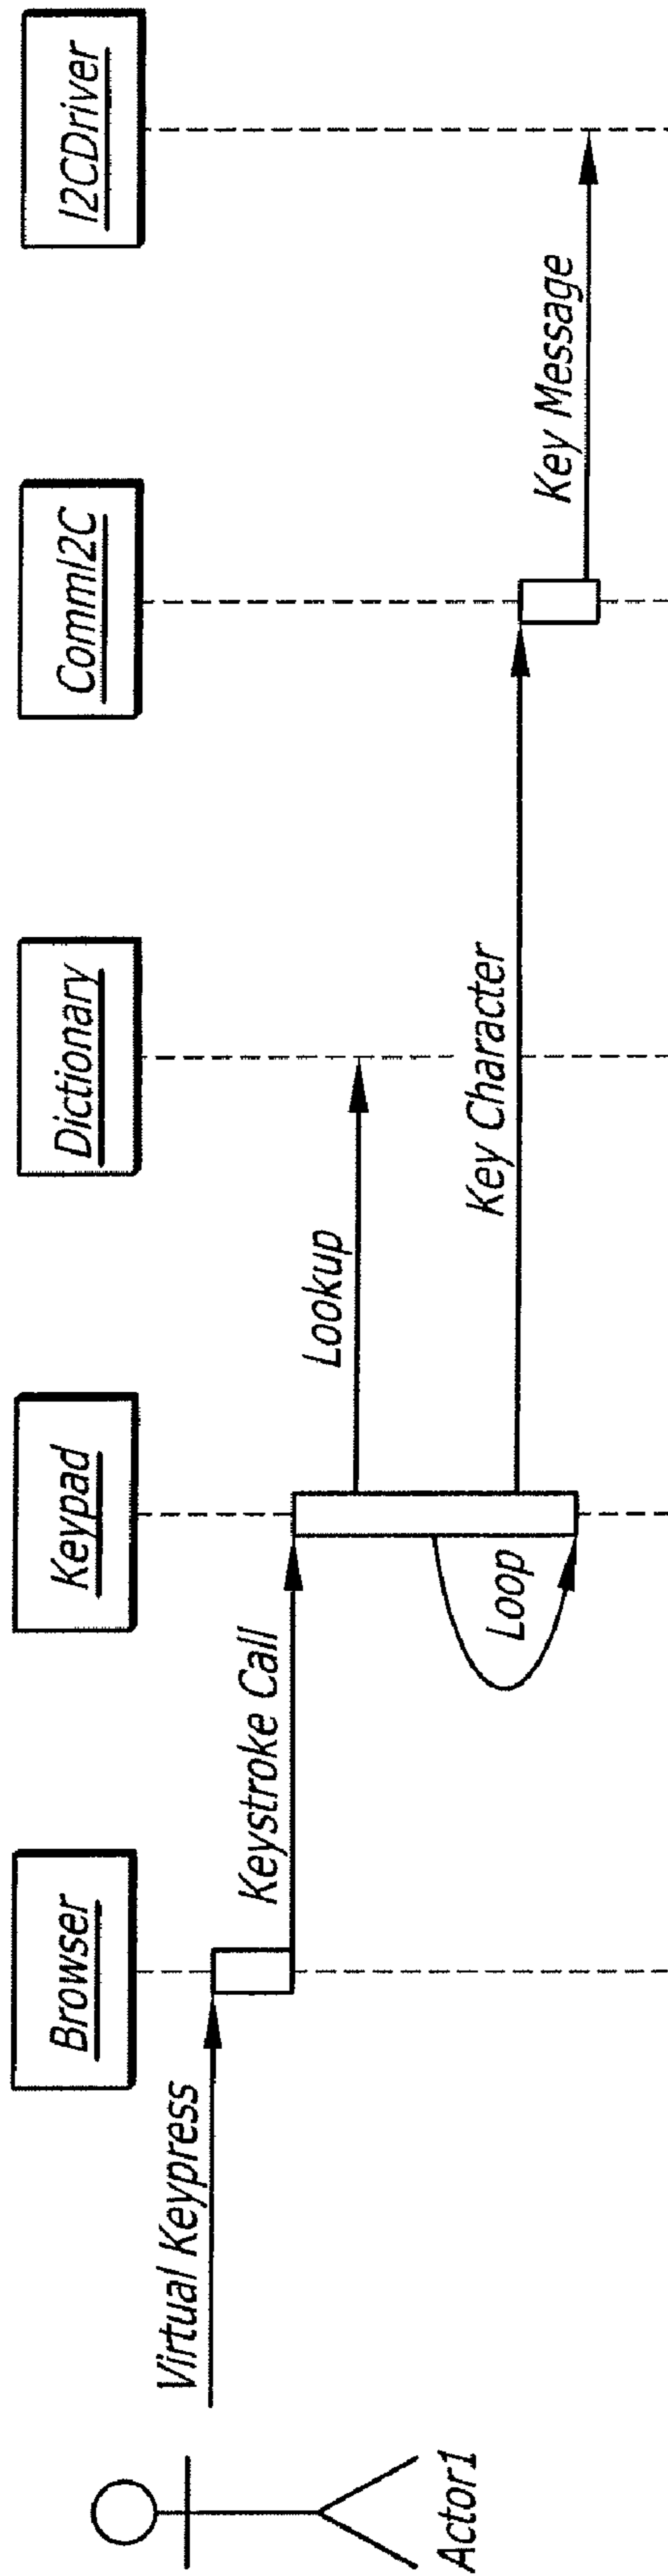 Browser
Keypad
Dictionary
CommI2C
I2CDriver
Virtual Keypress
Keystroke Call
Lookup
Loop
Key Character
Key Message
Actor1